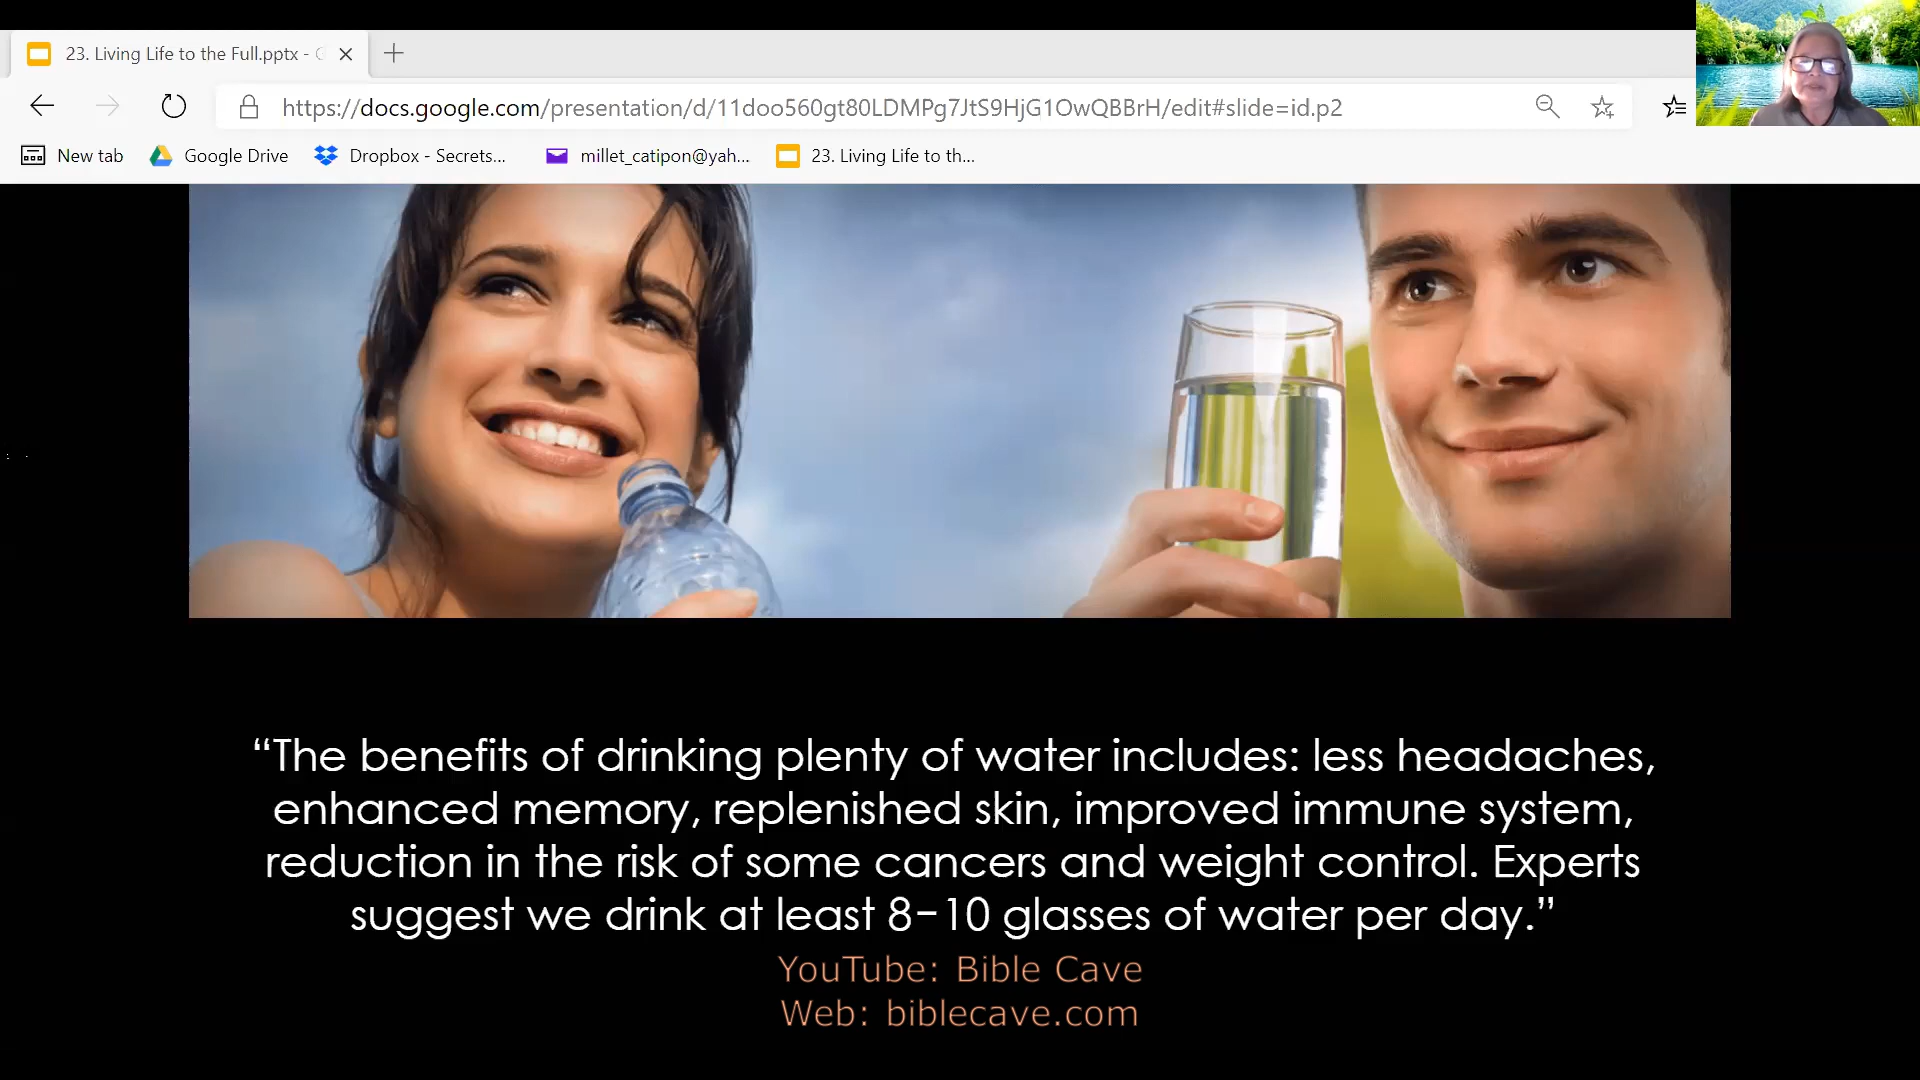 23. Living Life to the Full.pptx - G
https://docs.google.com/presentation/d/11doo560gt80LDMPg7JtS9HjG1OwQBBrH/edit#slide=id.p2
New tab
Google Drive
Dropbox - Secrets...
millet_catipon@yah...
23. Living Life to th...
“The benefits of drinking plenty of water includes: less headaches,
enhanced memory, replenished skin, improved immune system,
reduction in the risk of some cancers and weight control. Experts
suggest we drink at least 8–10 glasses of water per day.”
YouTube: Bible Cave
Web: biblecave.com